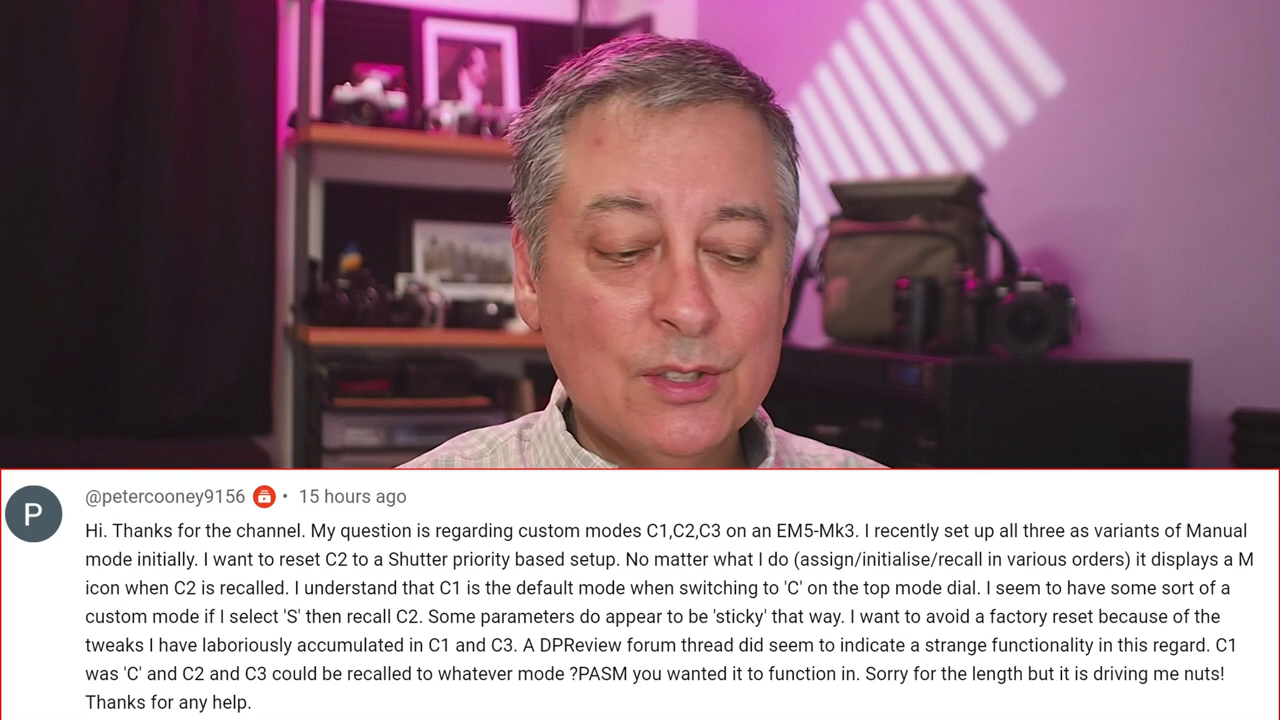 P
@petercooney9156 • 15 hours ago
Hi. Thanks for the channel. My question is regarding custom modes C1,C2,C3 on an EM5-Mk3. I recently set up all three as variants of Manual
mode initially. I want to reset C2 to a Shutter priority based setup. No matter what I do (assign/initialise/recall in various orders) it displays a M
icon when C2 is recalled. I understand that C1 is the default mode when switching to 'C' on the top mode dial. I seem to have some sort of a
custom mode if I select 'S' then recall C2. Some parameters do appear to be 'sticky' that way. I want to avoid a factory reset because of the
tweaks I have laboriously accumulated in C1 and C3. A DPReview forum thread did seem to indicate a strange functionality in this regard. C1
was 'C' and C2 and C3 could be recalled to whatever mode ?PASM you wanted it to function in. Sorry for the length but it is driving me nuts!
Thanks for any help.